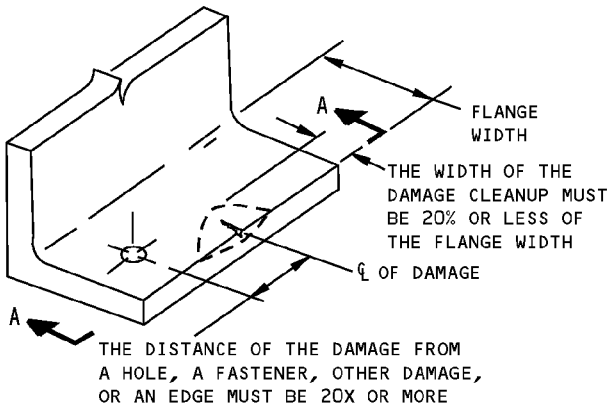 A
FLANGE
WIDTH
THE WIDTH OF THE
DAMAGE CLEANUP MUST
BE 20% OR LESS OF
THE FLANGE WIDTH
℄ OF DAMAGE
A
THE DISTANCE OF THE DAMAGE FROM
A HOLE, A FASTENER, OTHER DAMAGE,
OR AN EDGE MUST BE 20X OR MORE